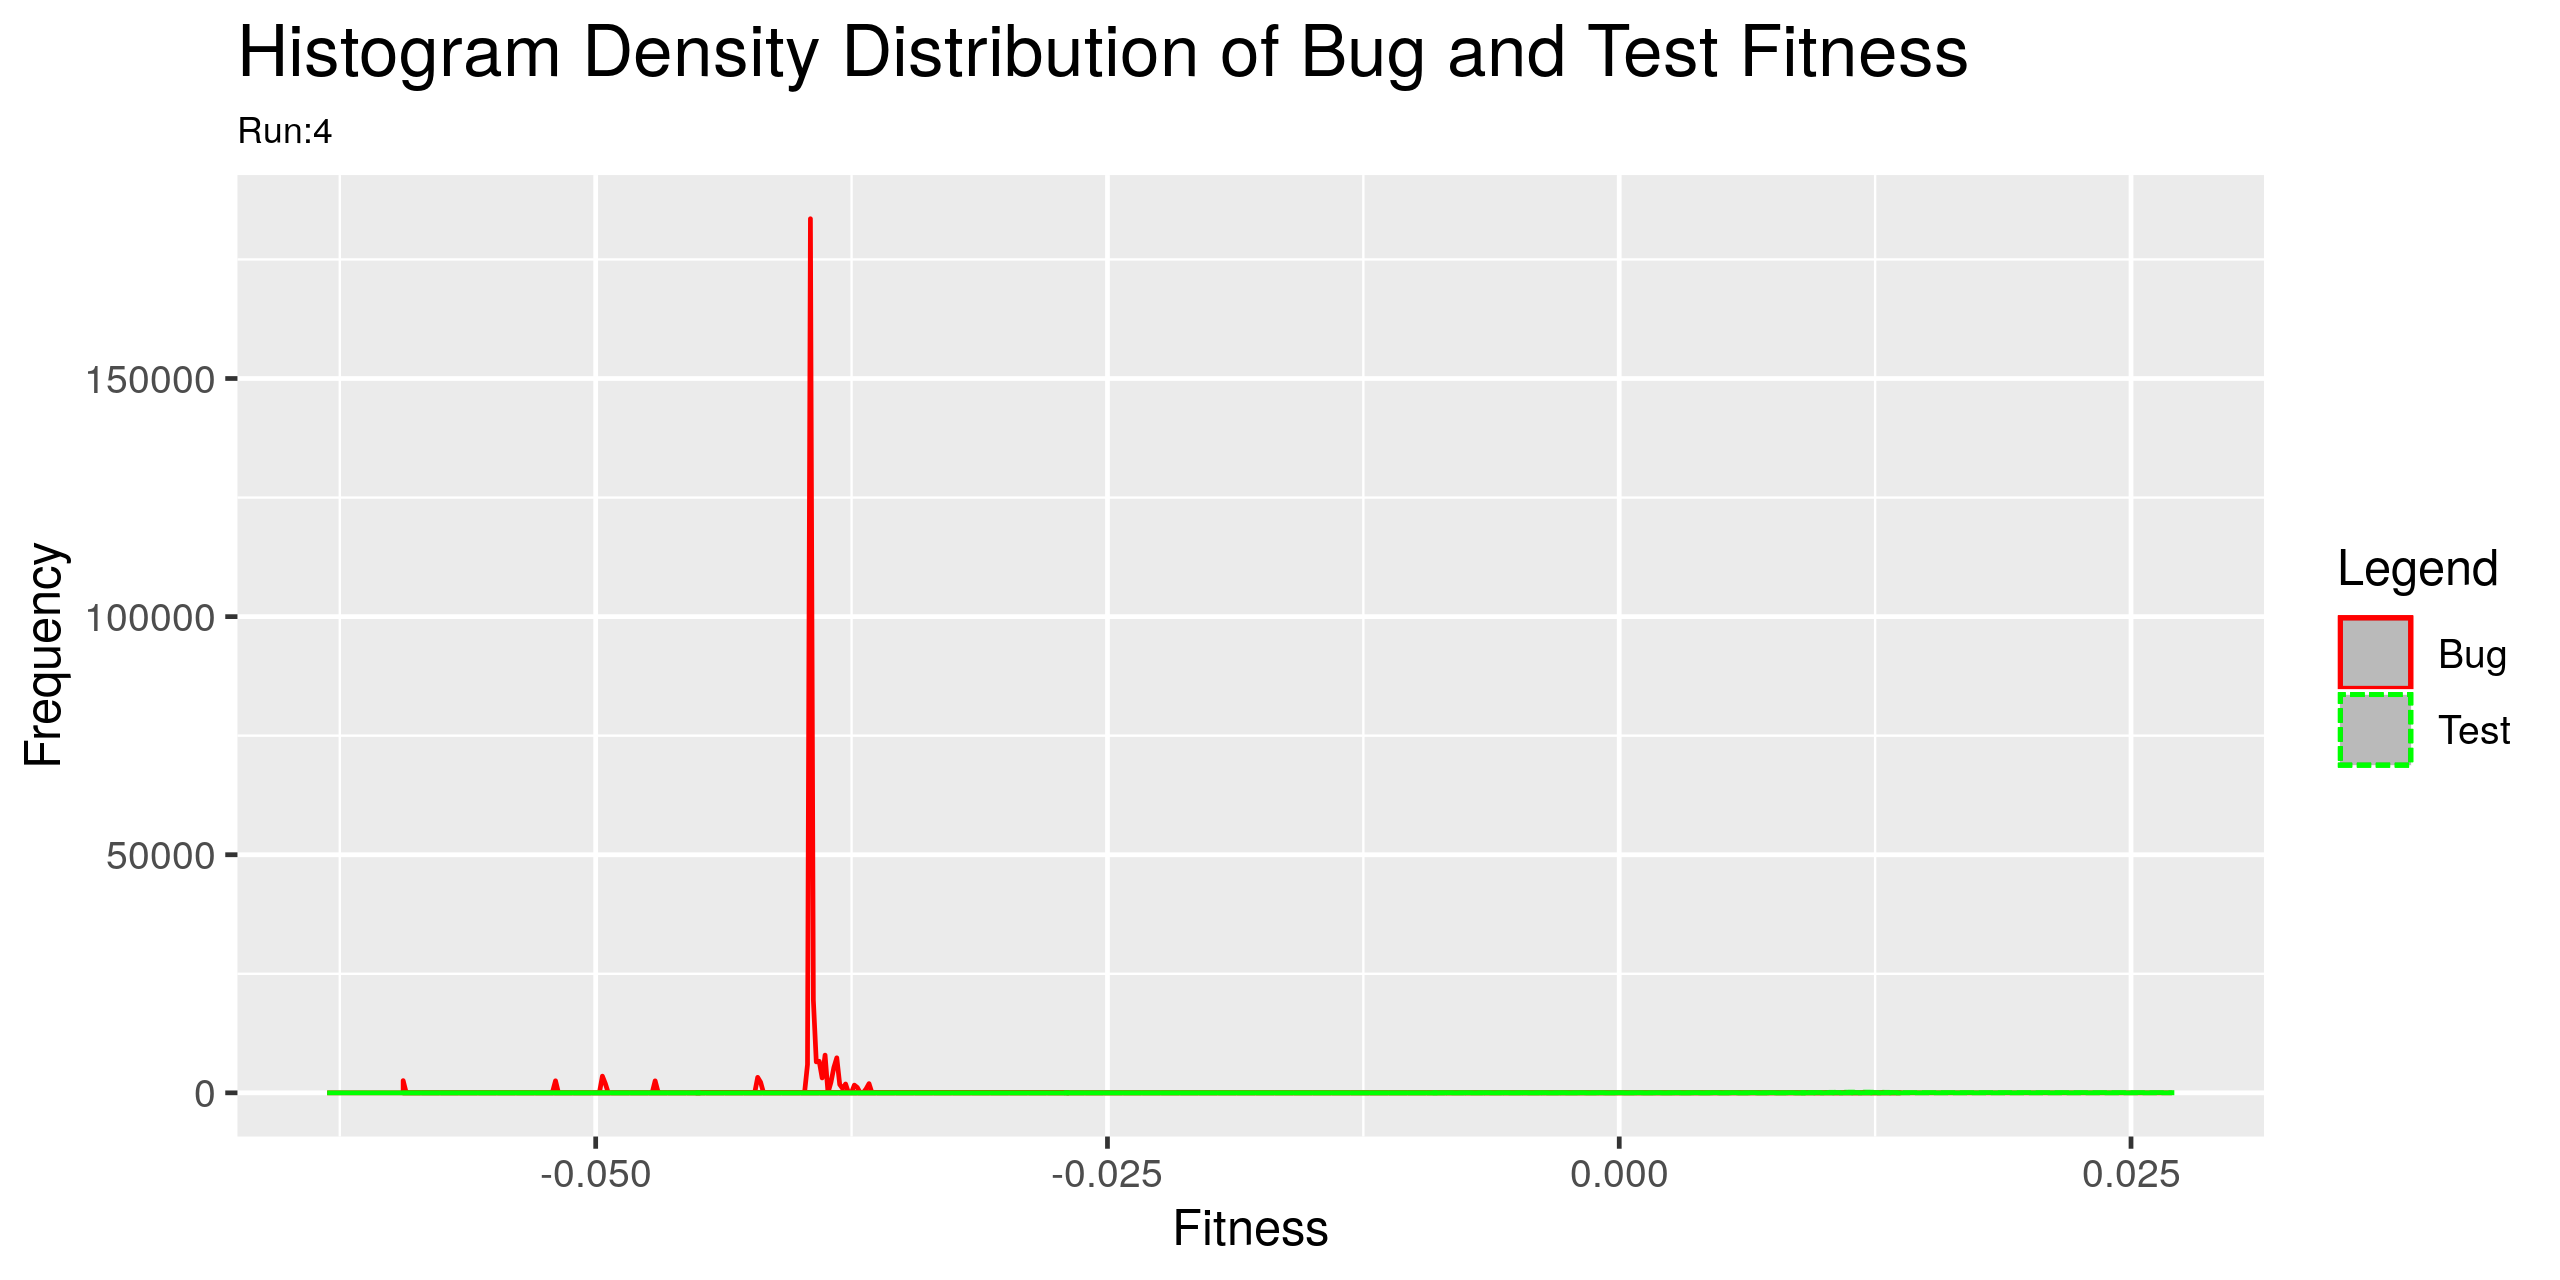 Histogram Density Distribution of Bug and Test Fitness
Run:4
Frequency
150000
100000
50000
0
-0.050
-0.025
0.000
0.025
Fitness
Legend
Bug
Test